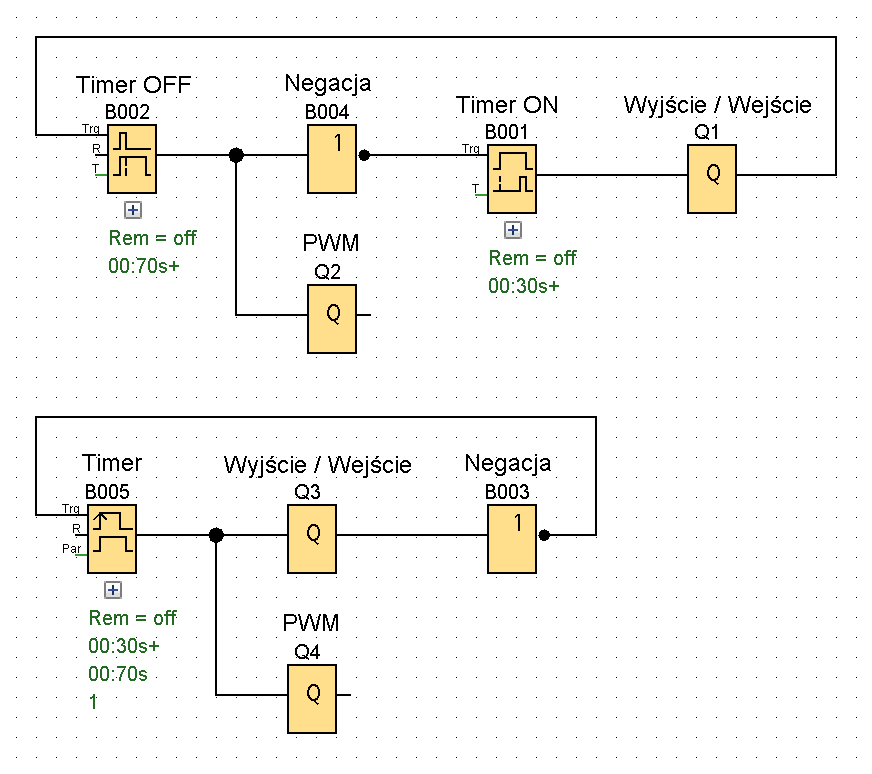 Timer OFF
B002
Trg
R
T
Rem = off
00:70s+
Negacja
B004
1
Timer ON
B001
Trg
T
Rem = off
00:30s+
Wyjście / Wejście
Q1
Q
PWM
Q2
Q
Timer
B005
Trg
R
Par
Rem = off
00:30s+
00:70s
1
Wyjście / Wejście
Q3
Q
Negacja
B003
1
PWM
Q4
Q